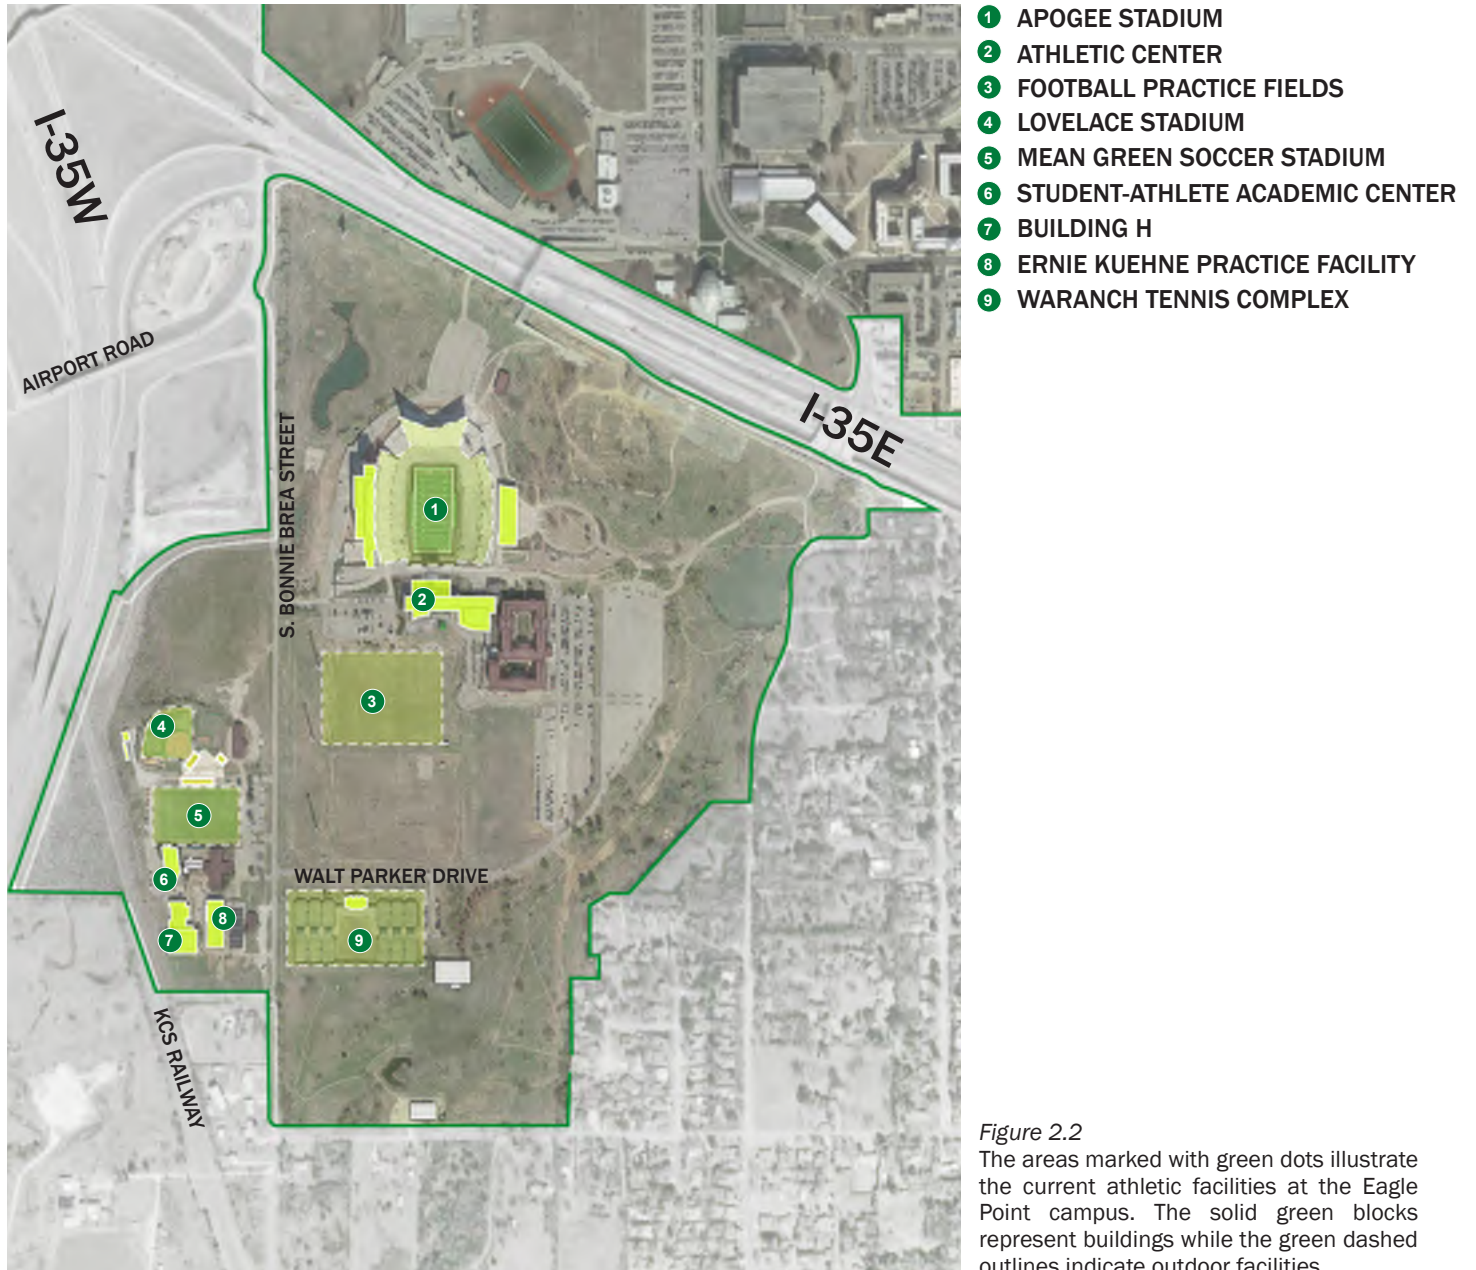 1 APOGEE STADIUM
2 ATHLETIC CENTER
3 FOOTBALL PRACTICE FIELDS
4 LOVELACE STADIUM
5 MEAN GREEN SOCCER STADIUM
6 STUDENT-ATHLETE ACADEMIC CENTER
7 BUILDING H
8 ERNIE KUEHNE PRACTICE FACILITY
9 WARANCH TENNIS COMPLEX
I-35W
AIRPORT ROAD
I-35E
S. BONNIE BREA STREET
1
2
3
4
5
6
WALT PARKER DRIVE
8
7
9
KCS RAILWAY
Figure 2.2
The areas marked with green dots illustrate
the current athletic facilities at the Eagle
Point campus. The solid green blocks
represent buildings while the green dashed
outlines indicate outdoor facilities